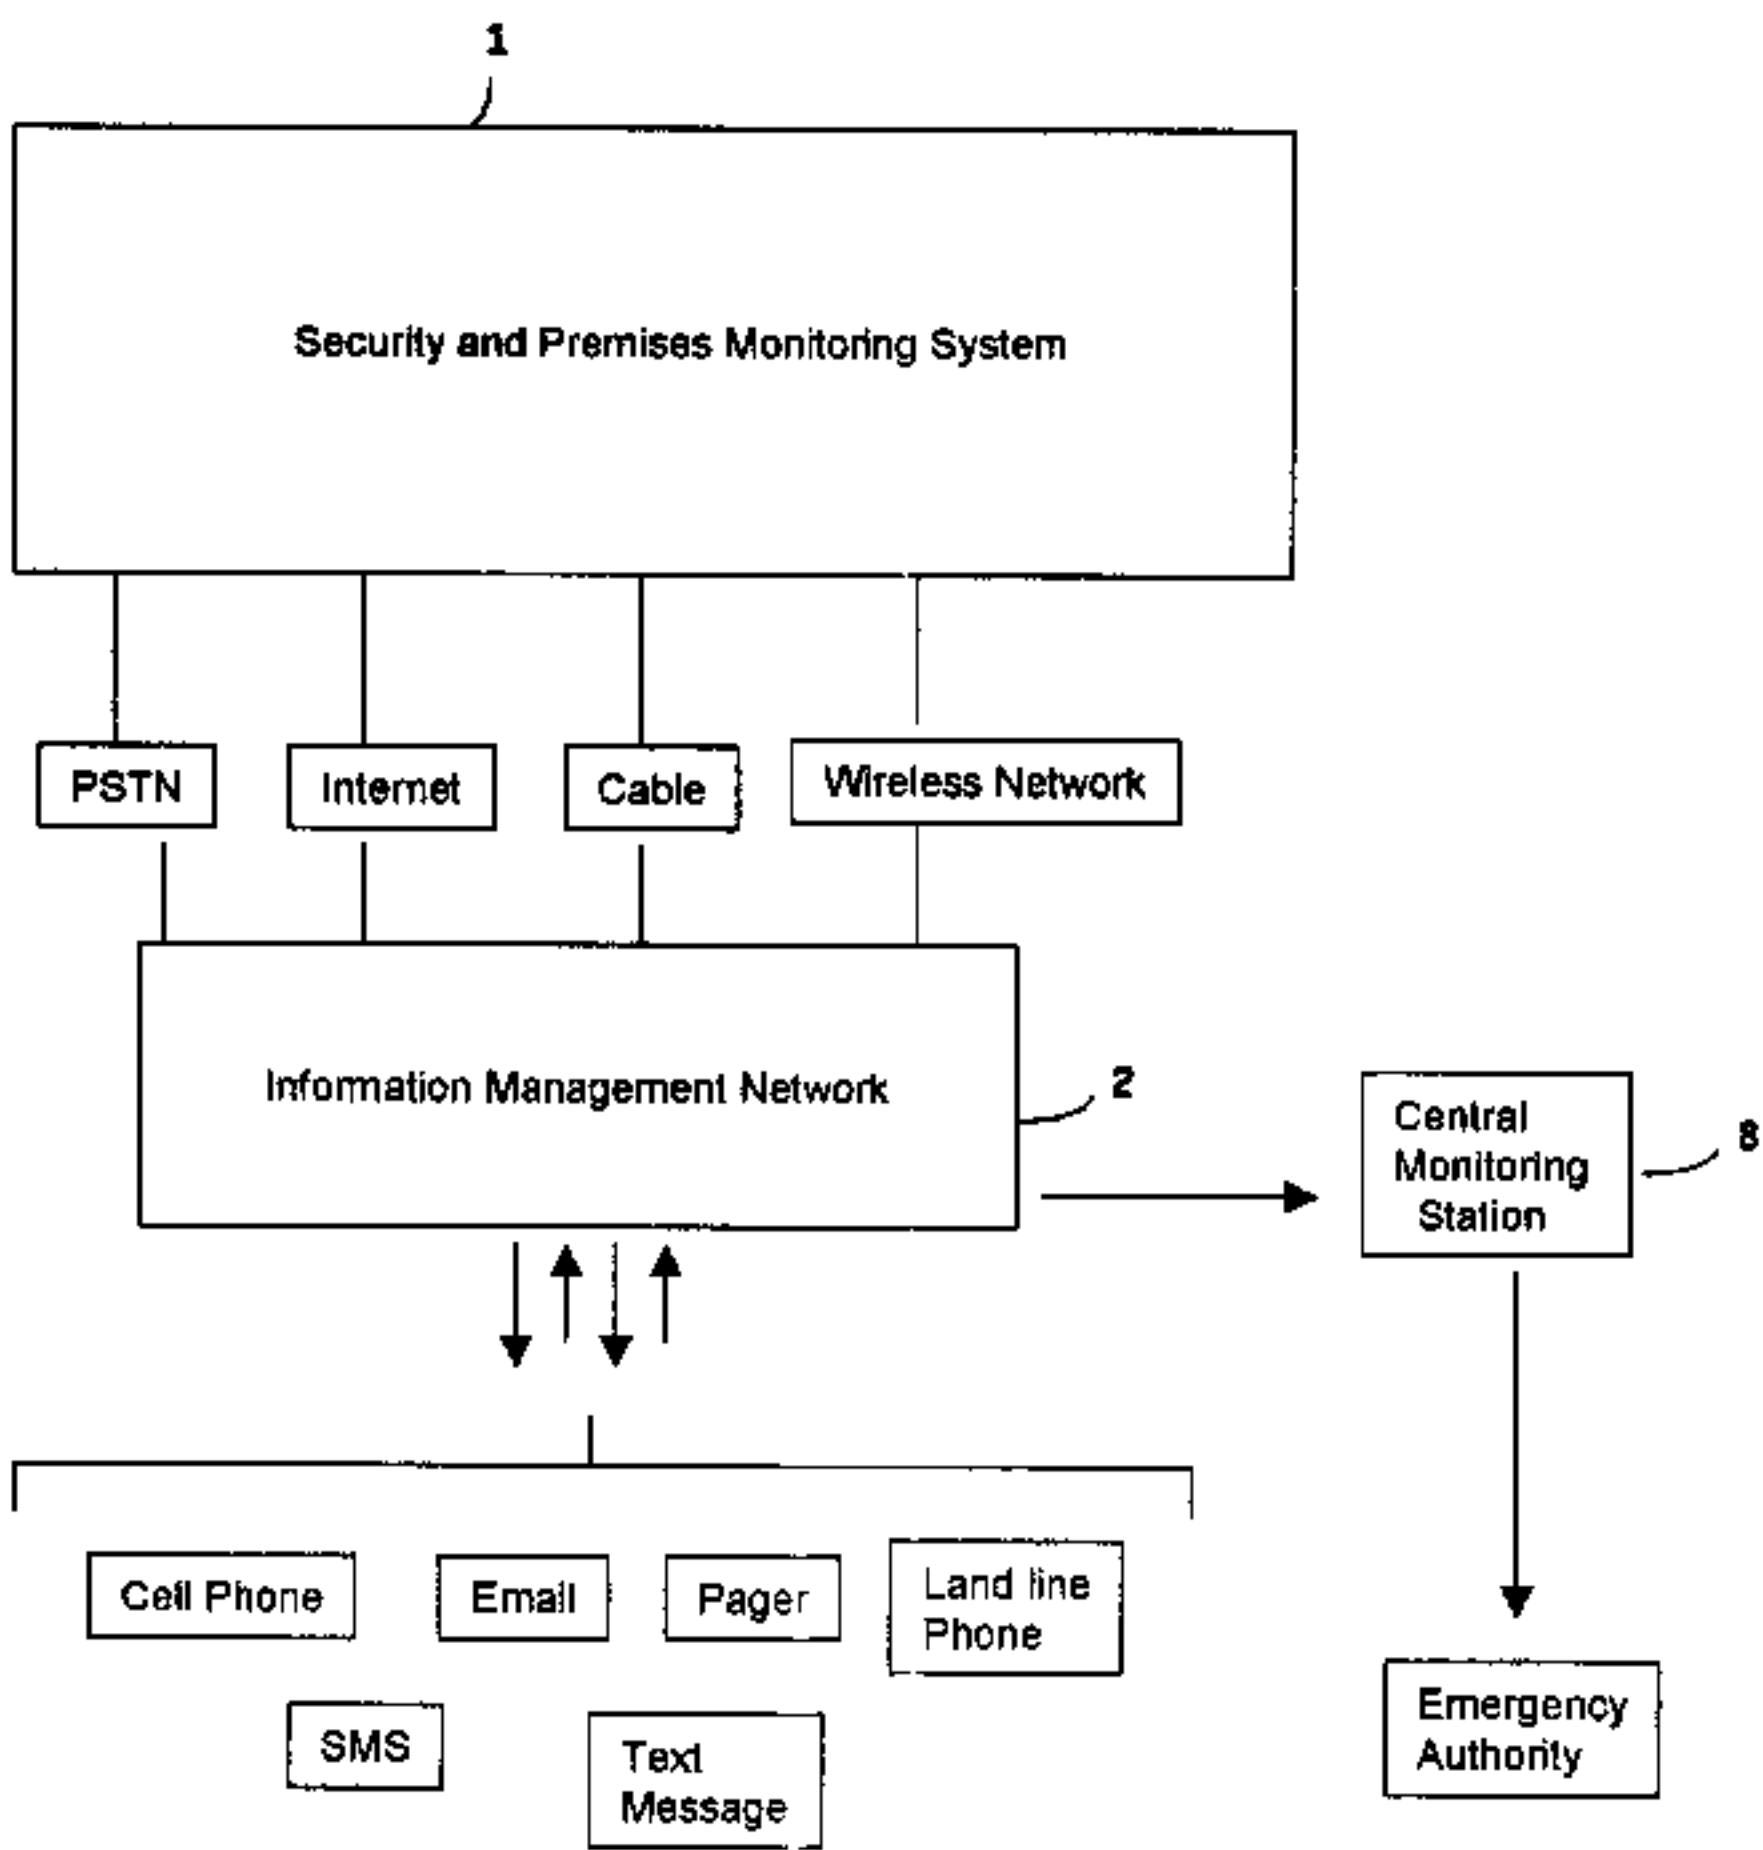 1
Security and Premises Monitoring System
PSTN
Internet
Cable
Wireless Network
Information Management Network
2
Central
Monitoring
Station
8
Cell Phone
Email
Pager
Land line
Phone
SMS
Text
Message
Emergency
Authority